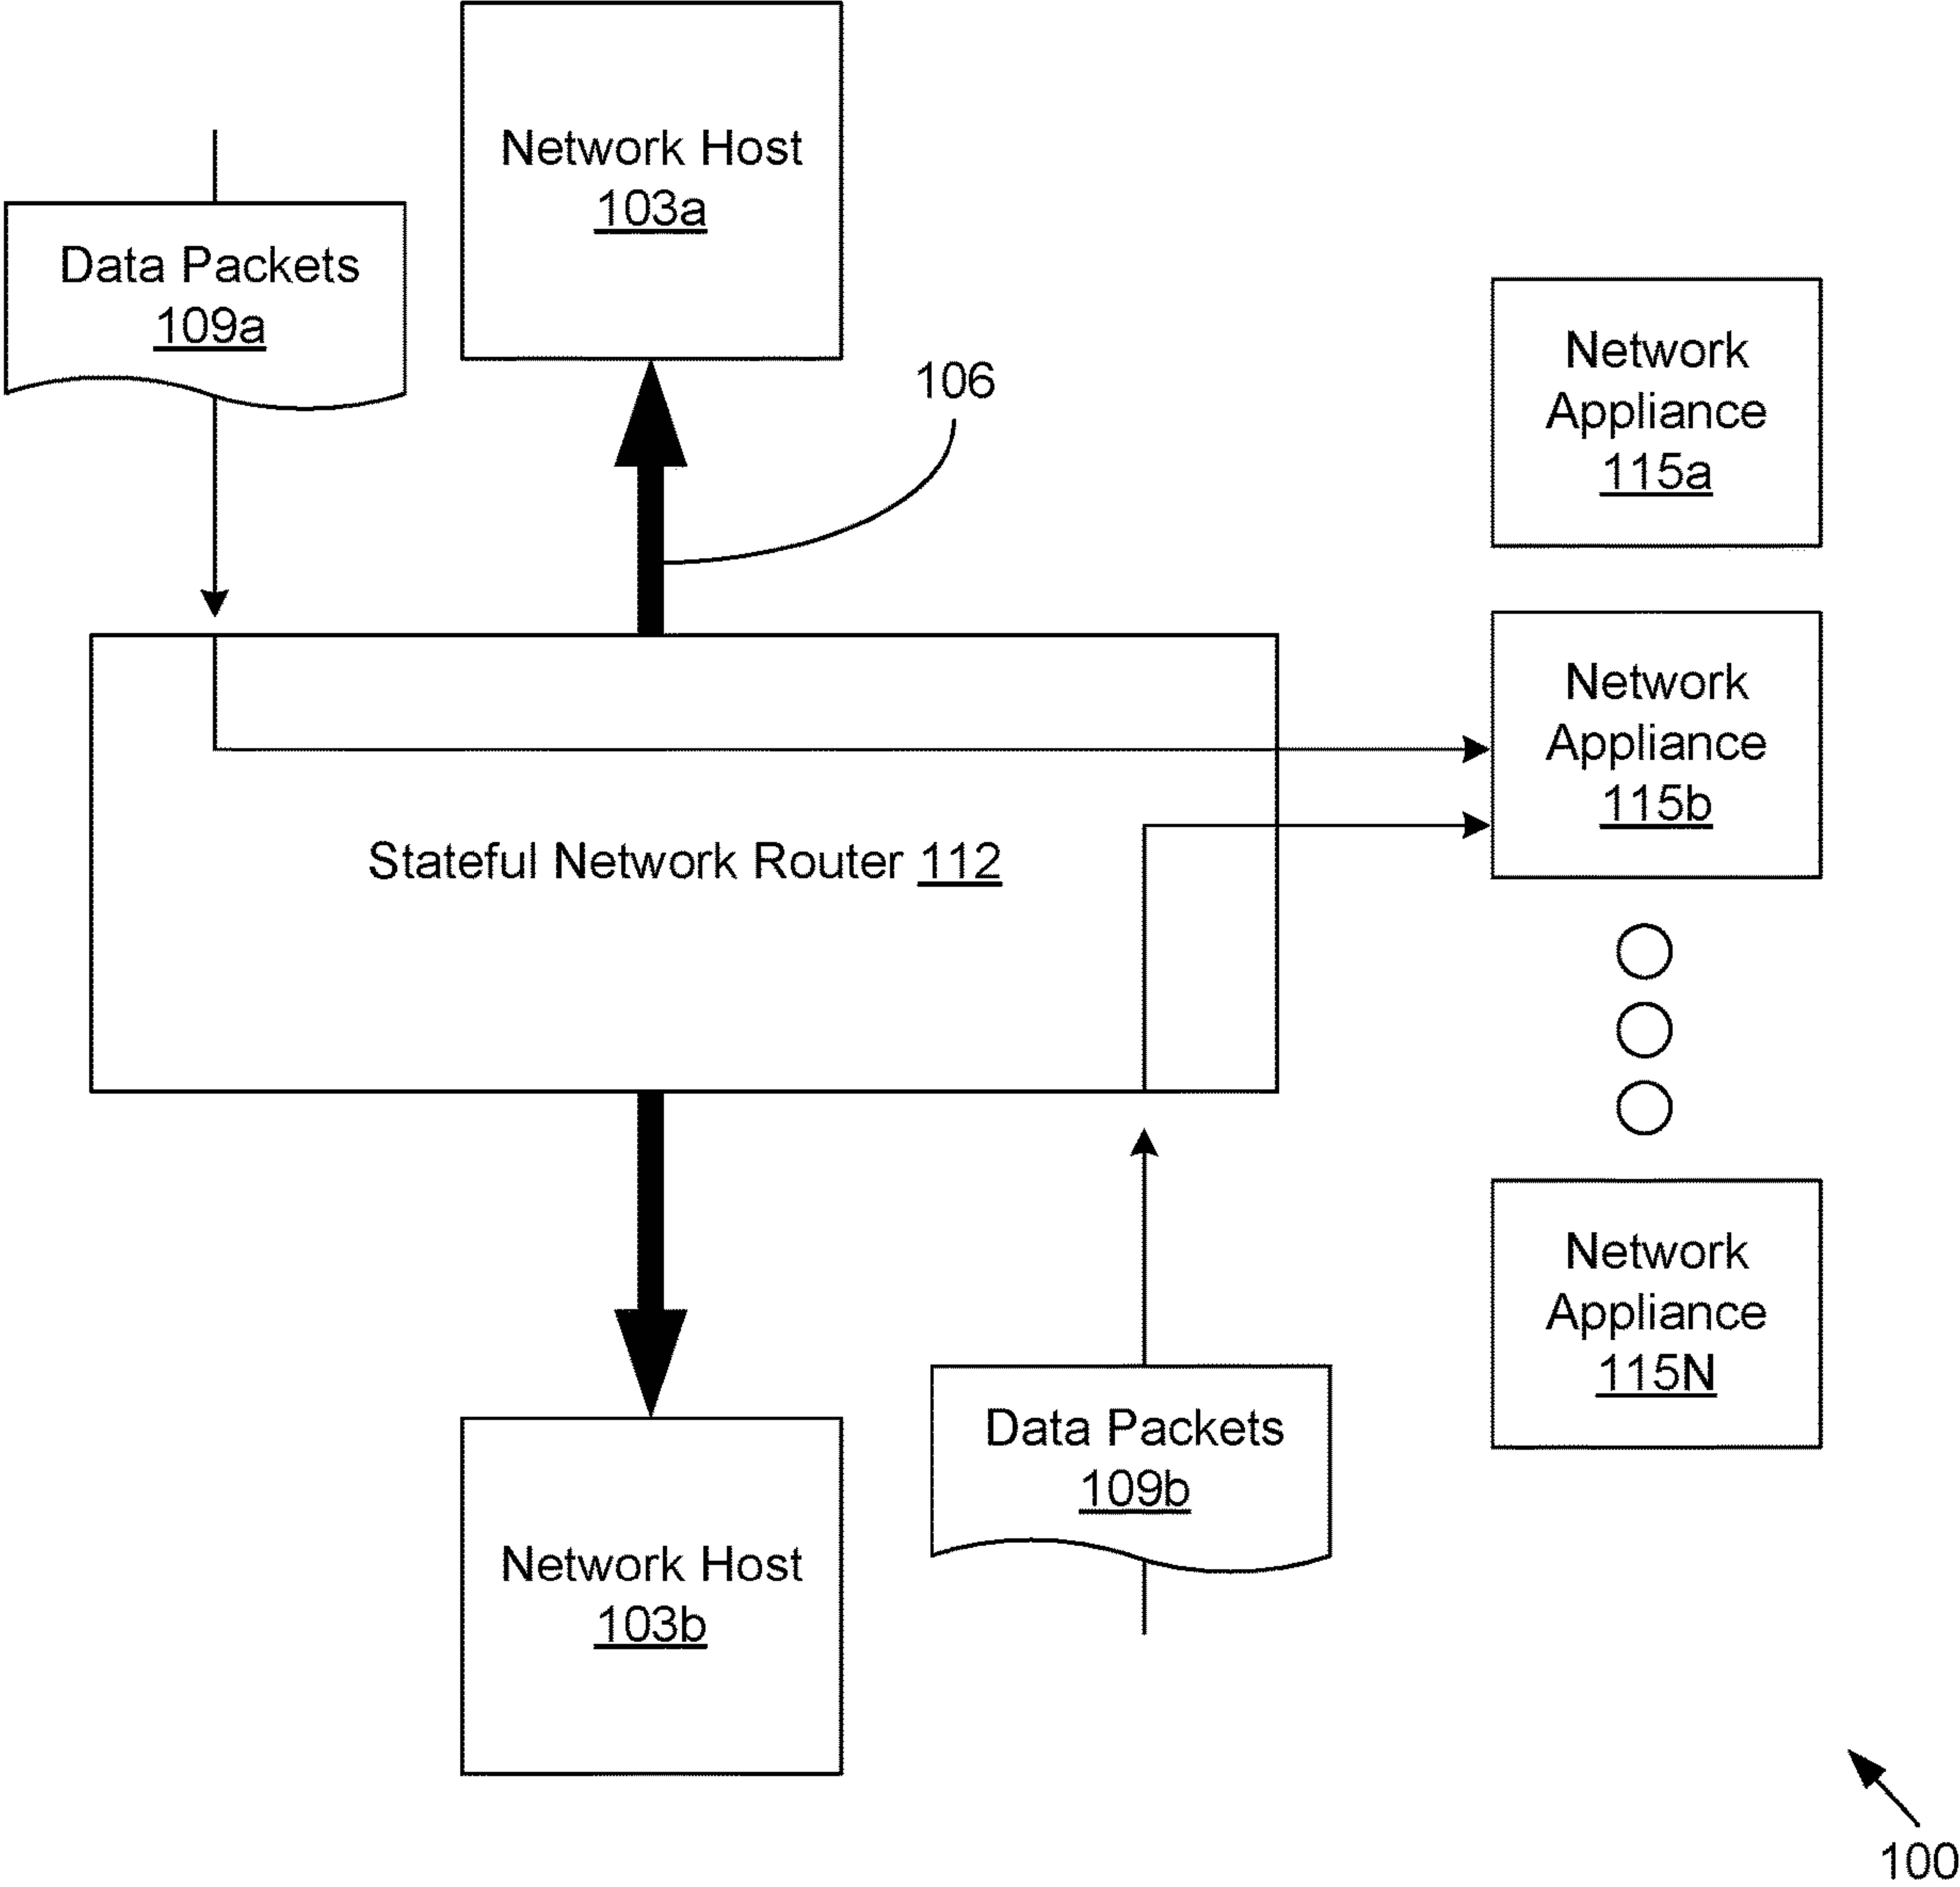 Network Host
103a
Data Packets
109a
106
Network
Appliance
115a
Network
Appliance
115b
Stateful Network Router 112
Network
Appliance
115N
Data Packets
109b
Network Host
103b
100